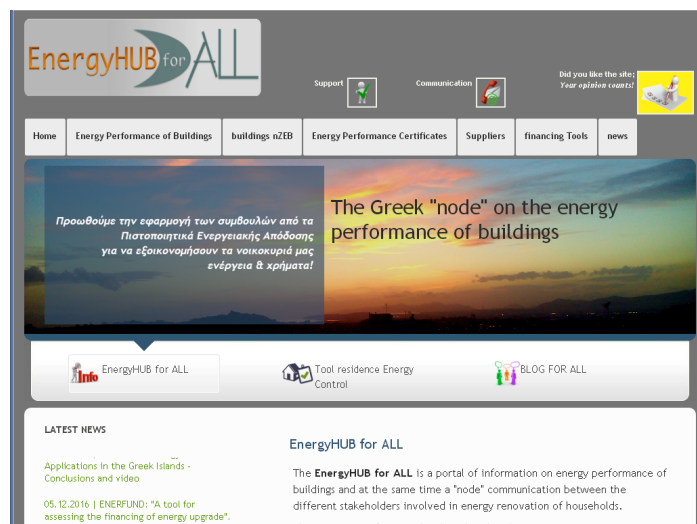 EnergyHUB for ALL
Support
Communication
Did you like the site;
Your opinion counts!
Home
Energy Performance of Buildings
buildings nZEB
Energy Performance Certificates
Suppliers
financing Tools
news
Προωθούμε την εφαρμογή των συμβουλών από τα
Πιστοποιητικά Ενεργειακής Απόδοσης
για να εξοικονομήσουν τα νοικοκυριά μας
ενέργεια & χρήματα!
The Greek "node" on the energy
performance of buildings
Info
EnergyHUB for ALL
Tool residence Energy
Control
BLOG FOR ALL
LATEST NEWS
Applications in the Greek Islands -
Conclusions and video
05.12.2016 | ENERFUND: "A tool for
assessing the financing of energy upgrade".
EnergyHUB for ALL
The EnergyHUB for ALL is a portal of information on energy performance of
buildings and at the same time a "node" communication between the
different stakeholders involved in energy renovation of households.